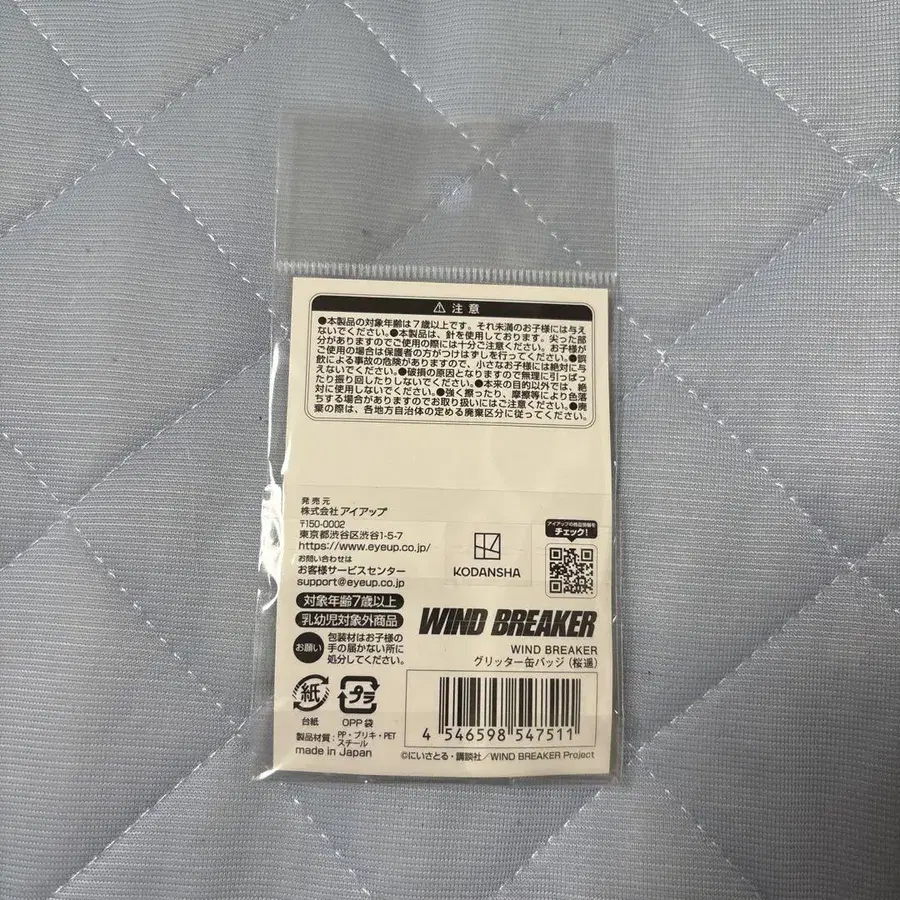 ⚠ 注意
●本製品の対象年齢は7歳以上です。それ未満のお子様には与え
ないでください。●本製品は、針を使用しております。尖った部
分がありますのでご使用の際には十分ご注意ください。お子様が
ご使用の場合は保護者の方がつけはずしを行ってください。●誤
飲による事故の危険がありますので、小さなお子様には絶対に与
えないでください。●破損の原因となりますので無理に引っぱっ
たり振り回したりしないでください。●本来の目的以外では、絶
対に使用しないでください。●強く擦ったり、摩擦等により色落
ちする場合がありますのでお取り扱いにはご注意ください。●廃
棄の際は、各地方自治体の定める廃棄区分に従ってください。
発売元
株式会社 アイアップ
〒150-0002
東京都渋谷区渋谷1-5-7
https://www.eyeup.co.jp/
お問い合わせは
お客様サービスセンター
support@eyeup.co.jp
KODANSHA
アイアップの商品情報を
チェック!
対象年齢7歳以上
乳幼児対象外商品
お願い
包装材はお子様の
手の届かない所に
処分してください。
WIND BREAKER
WIND BREAKER
グリッター缶バッジ(桜遥)
紙
台紙
プラ
OPP袋
製品材質:PP・ブリキ・PET
スチール
made in Japan
4 546598 547511
©にいさとる・講談社/WIND BREAKER Project